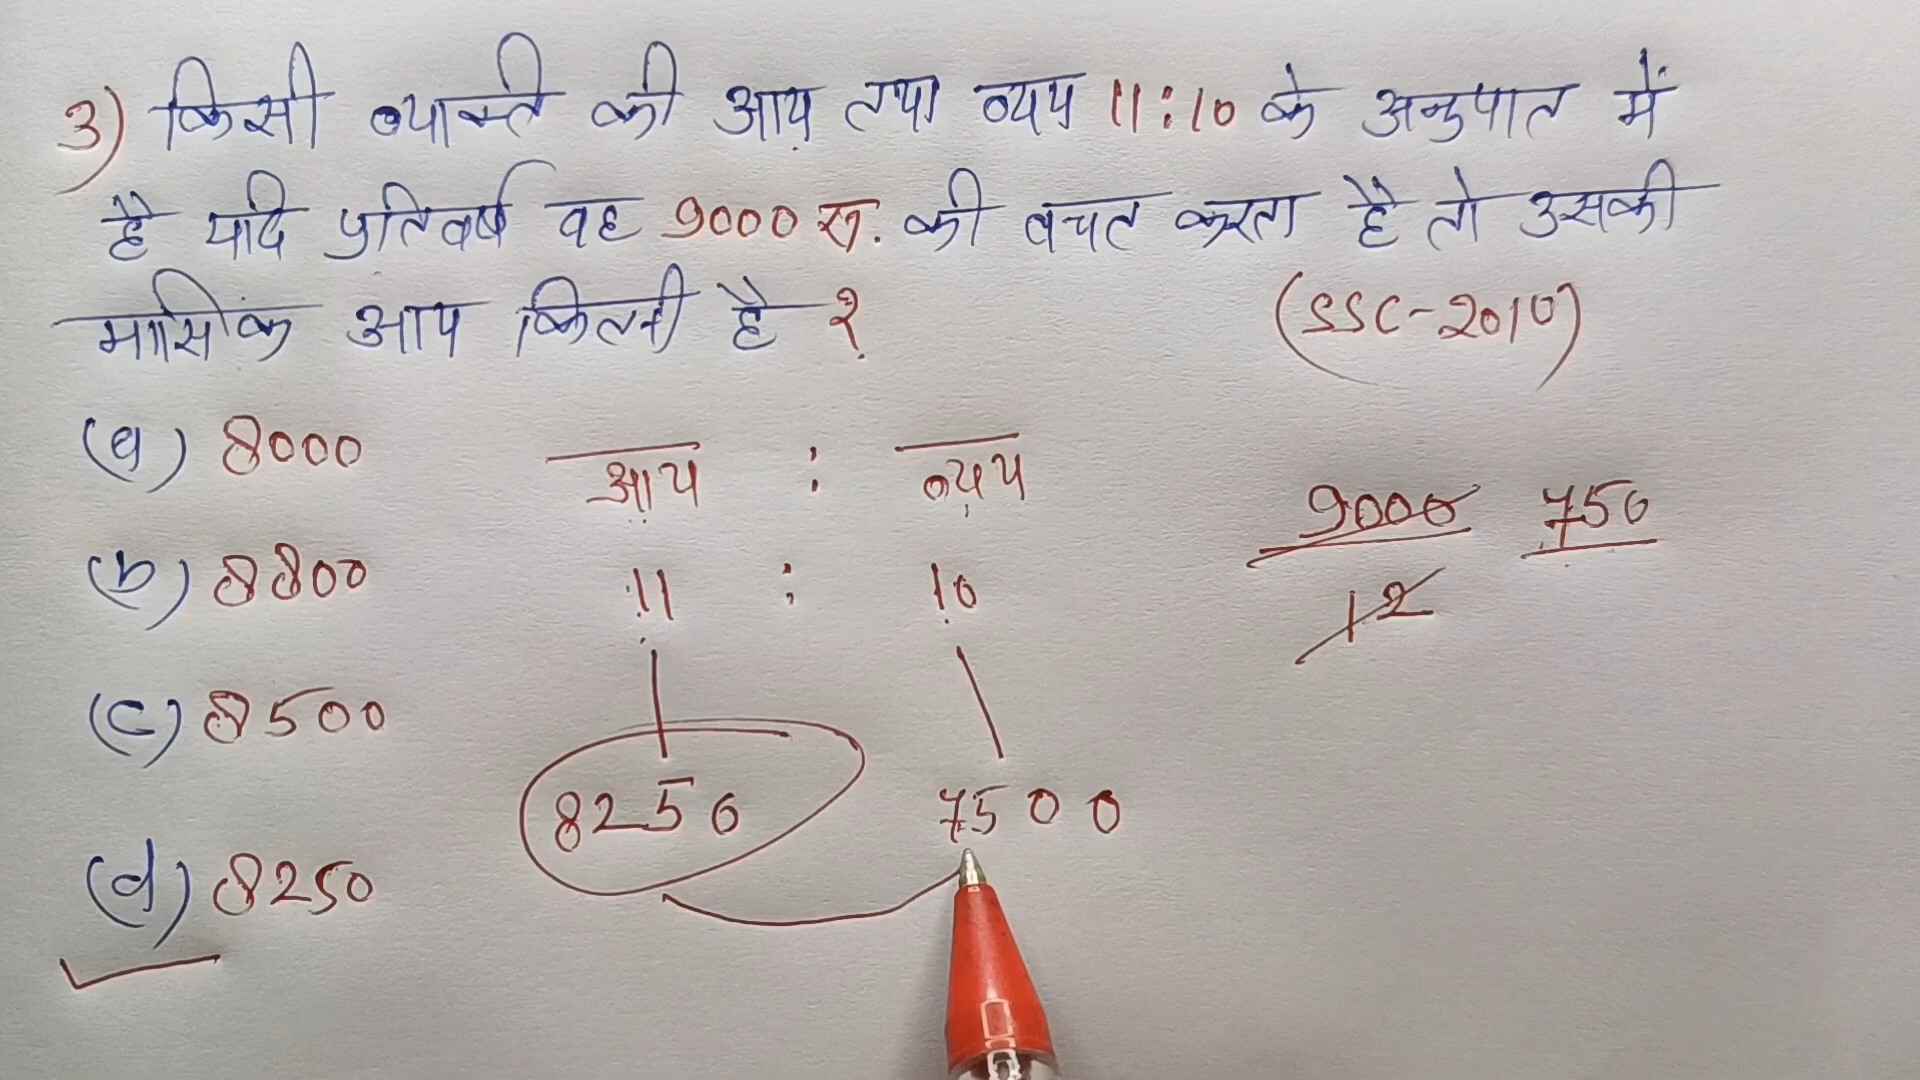 3) किसी व्यक्ति की आय तथा व्यय 11:10 के अनुपात में
है यदि प्रतिवर्ष वह 9000 रु. की बचत करता है तो उसकी
मासिक आय कितनी है ?
(SSC-2010)
(a) 8000
(b) 8800
(c) 8500
(d) 8250
आय : व्यय
11 : 10
8250 7500
9000 750
12